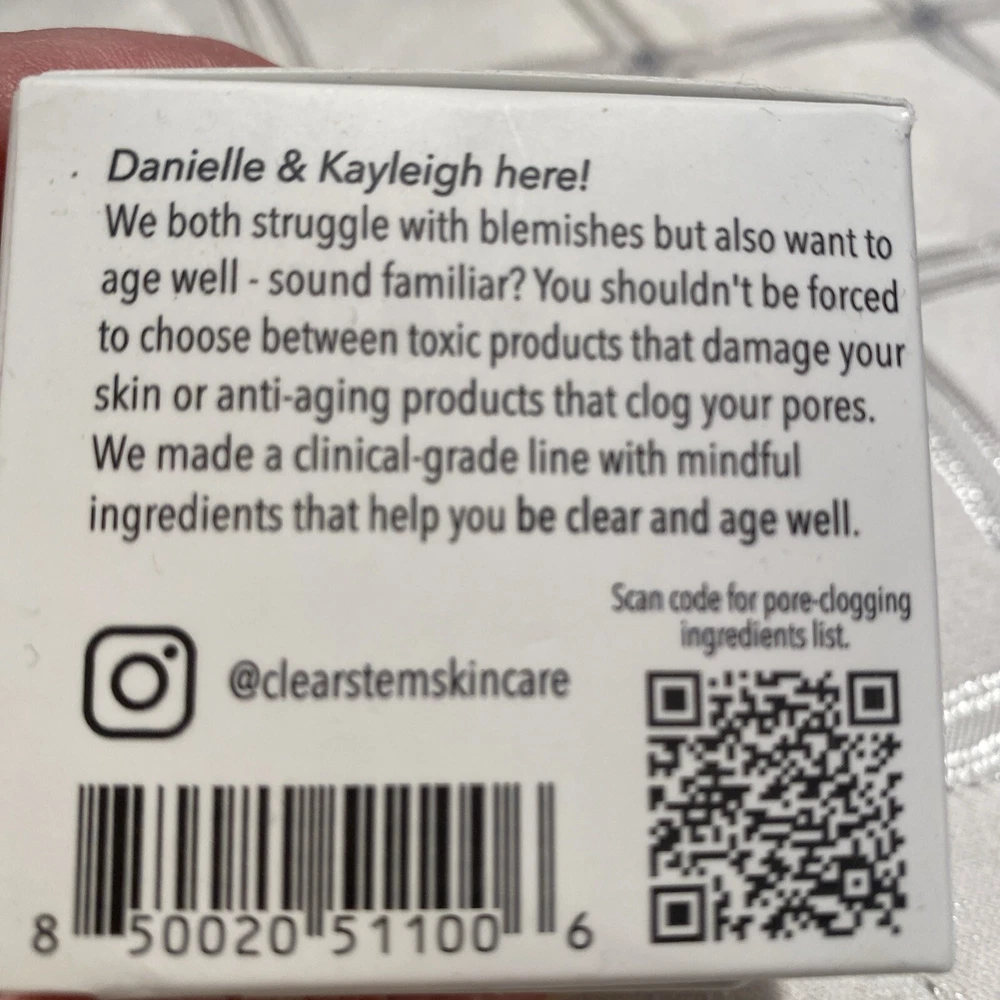 Danielle & Kayleigh here!
We both struggle with blemishes but also want to
age well - sound familiar? You shouldn't be forced
to choose between toxic products that damage your
skin or anti-aging products that clog your pores.
We made a clinical-grade line with mindful
ingredients that help you be clear and age well.
Scan code for pore-clogging
ingredients list.
@clearstemskincare
8 50020 51100 6